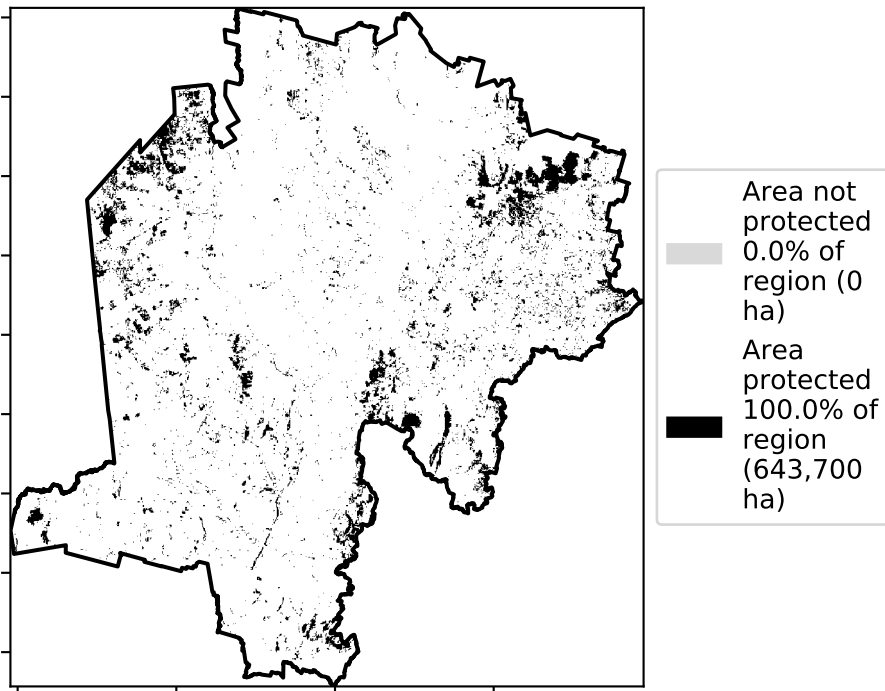 Area not
protected
0.0% of
region (0
ha)
Area
protected
100.0% of
region
(643,700
ha)